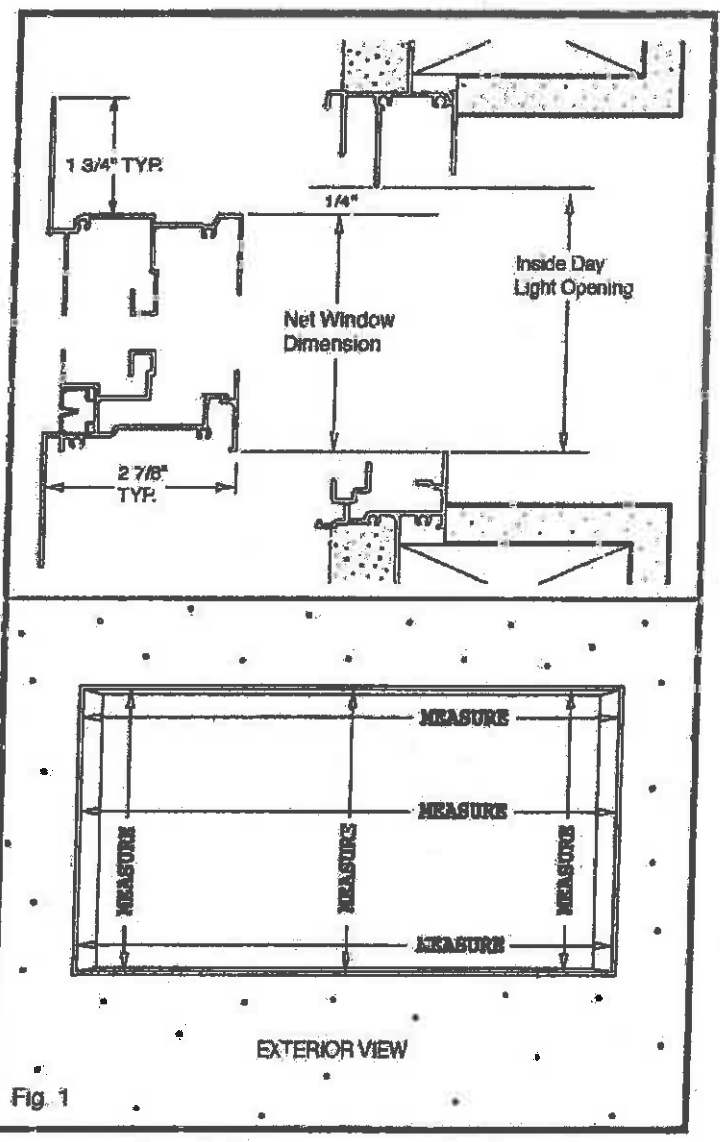 1 3/4" TYP.
1/4"
Inside Day
Light Opening
Net Window
Dimension
2 7/8"
TYP.
MEASURE
MEASURE
MEASURE
MEASURE
MEASURE
MEASURE
EXTERIOR VIEW
Fig. 1